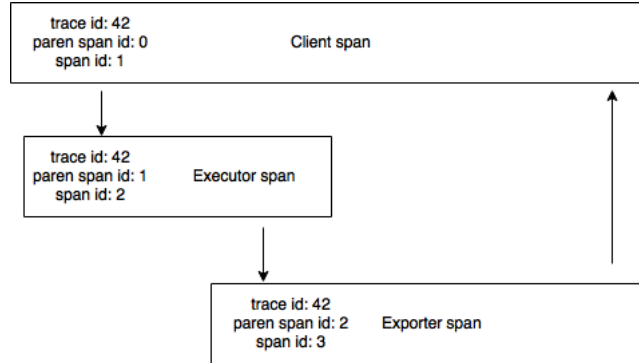 trace id: 42
paren span id: 0 Client span
span id: 1
trace id: 42
paren span id: 1 Executor span
span id: 2
trace id: 42
paren span id: 2 Exporter span
span id: 3